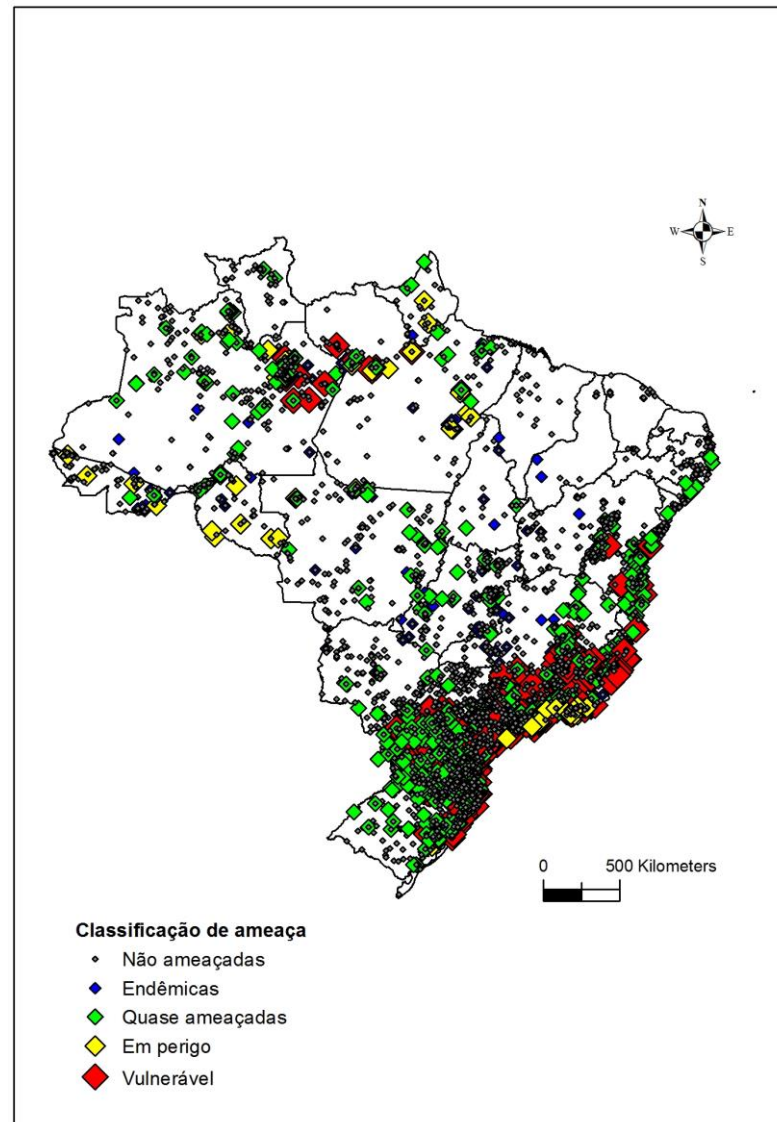 N
W E
S
0 500 Kilometers
Classificação de ameaça
Não ameaçadas
Endêmicas
Quase ameaçadas
Em perigo
Vulnerável